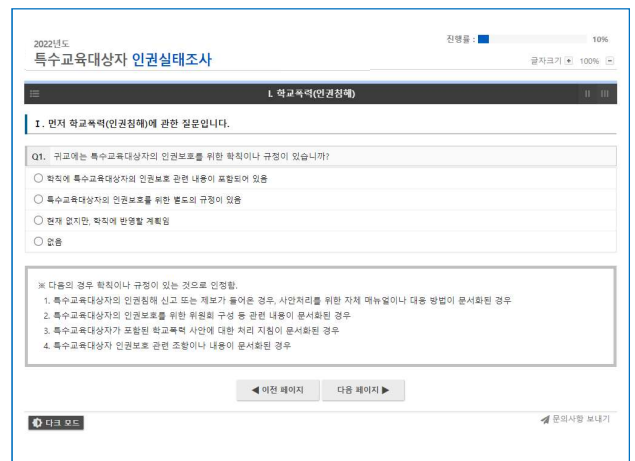 2022년도
특수교육대상자 인권실태조사
진행률 : 10%
글자크기 + 100% -
I. 학교폭력(인권침해)
II III
I. 먼저 학교폭력(인권침해)에 관한 질문입니다.
Q1. 귀교에는 특수교육대상자의 인권보호를 위한 학칙이나 규정이 있습니까?
학칙에 특수교육대상자의 인권보호 관련 내용이 포함되어 있음
특수교육대상자의 인권보호를 위한 별도의 규정이 있음
현재 없지만, 학칙에 반영할 계획임
없음
※ 다음의 경우 학칙이나 규정이 있는 것으로 인정함.
1. 특수교육대상자의 인권침해 신고 또는 제보가 들어온 경우, 사안처리를 위한 자체 매뉴얼이나 대응 방법이 문서화된 경우
2. 특수교육대상자의 인권보호를 위한 위원회 구성 등 관련 내용이 문서화된 경우
3. 특수교육대상자가 포함된 학교폭력 사안에 대한 처리 지침이 문서화된 경우
4. 특수교육대상자 인권보호 관련 조항이나 내용이 문서화된 경우
◀ 이전 페이지 다음 페이지 ▶
다크 모드
문의사항 보내기